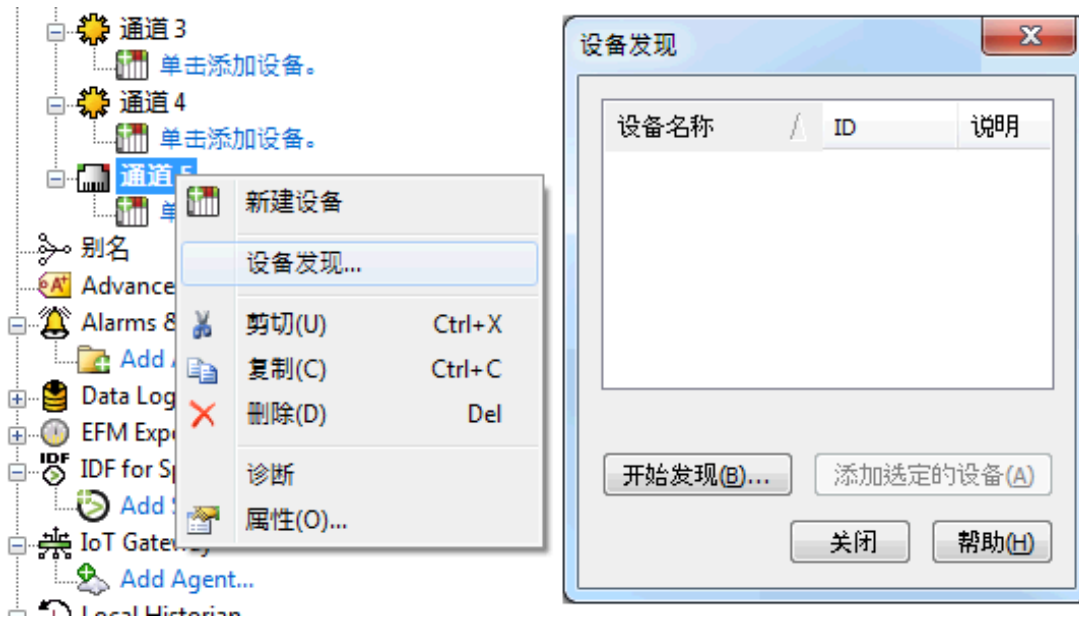 通道 3
单击添加设备。
通道 4
单击添加设备。
通道 5
别名
Advance
Alarms &
Add
Data Log
EFM Exp
IDF for Sp
Add
IoT Gateway
Add Agent...
Local Historian
新建设备
设备发现...
剪切(U) Ctrl+X
复制(C) Ctrl+C
删除(D) Del
诊断
属性(O)...
设备发现
设备名称 ID 说明
开始发现(B)... 添加选定的设备(A)
关闭 帮助(H)